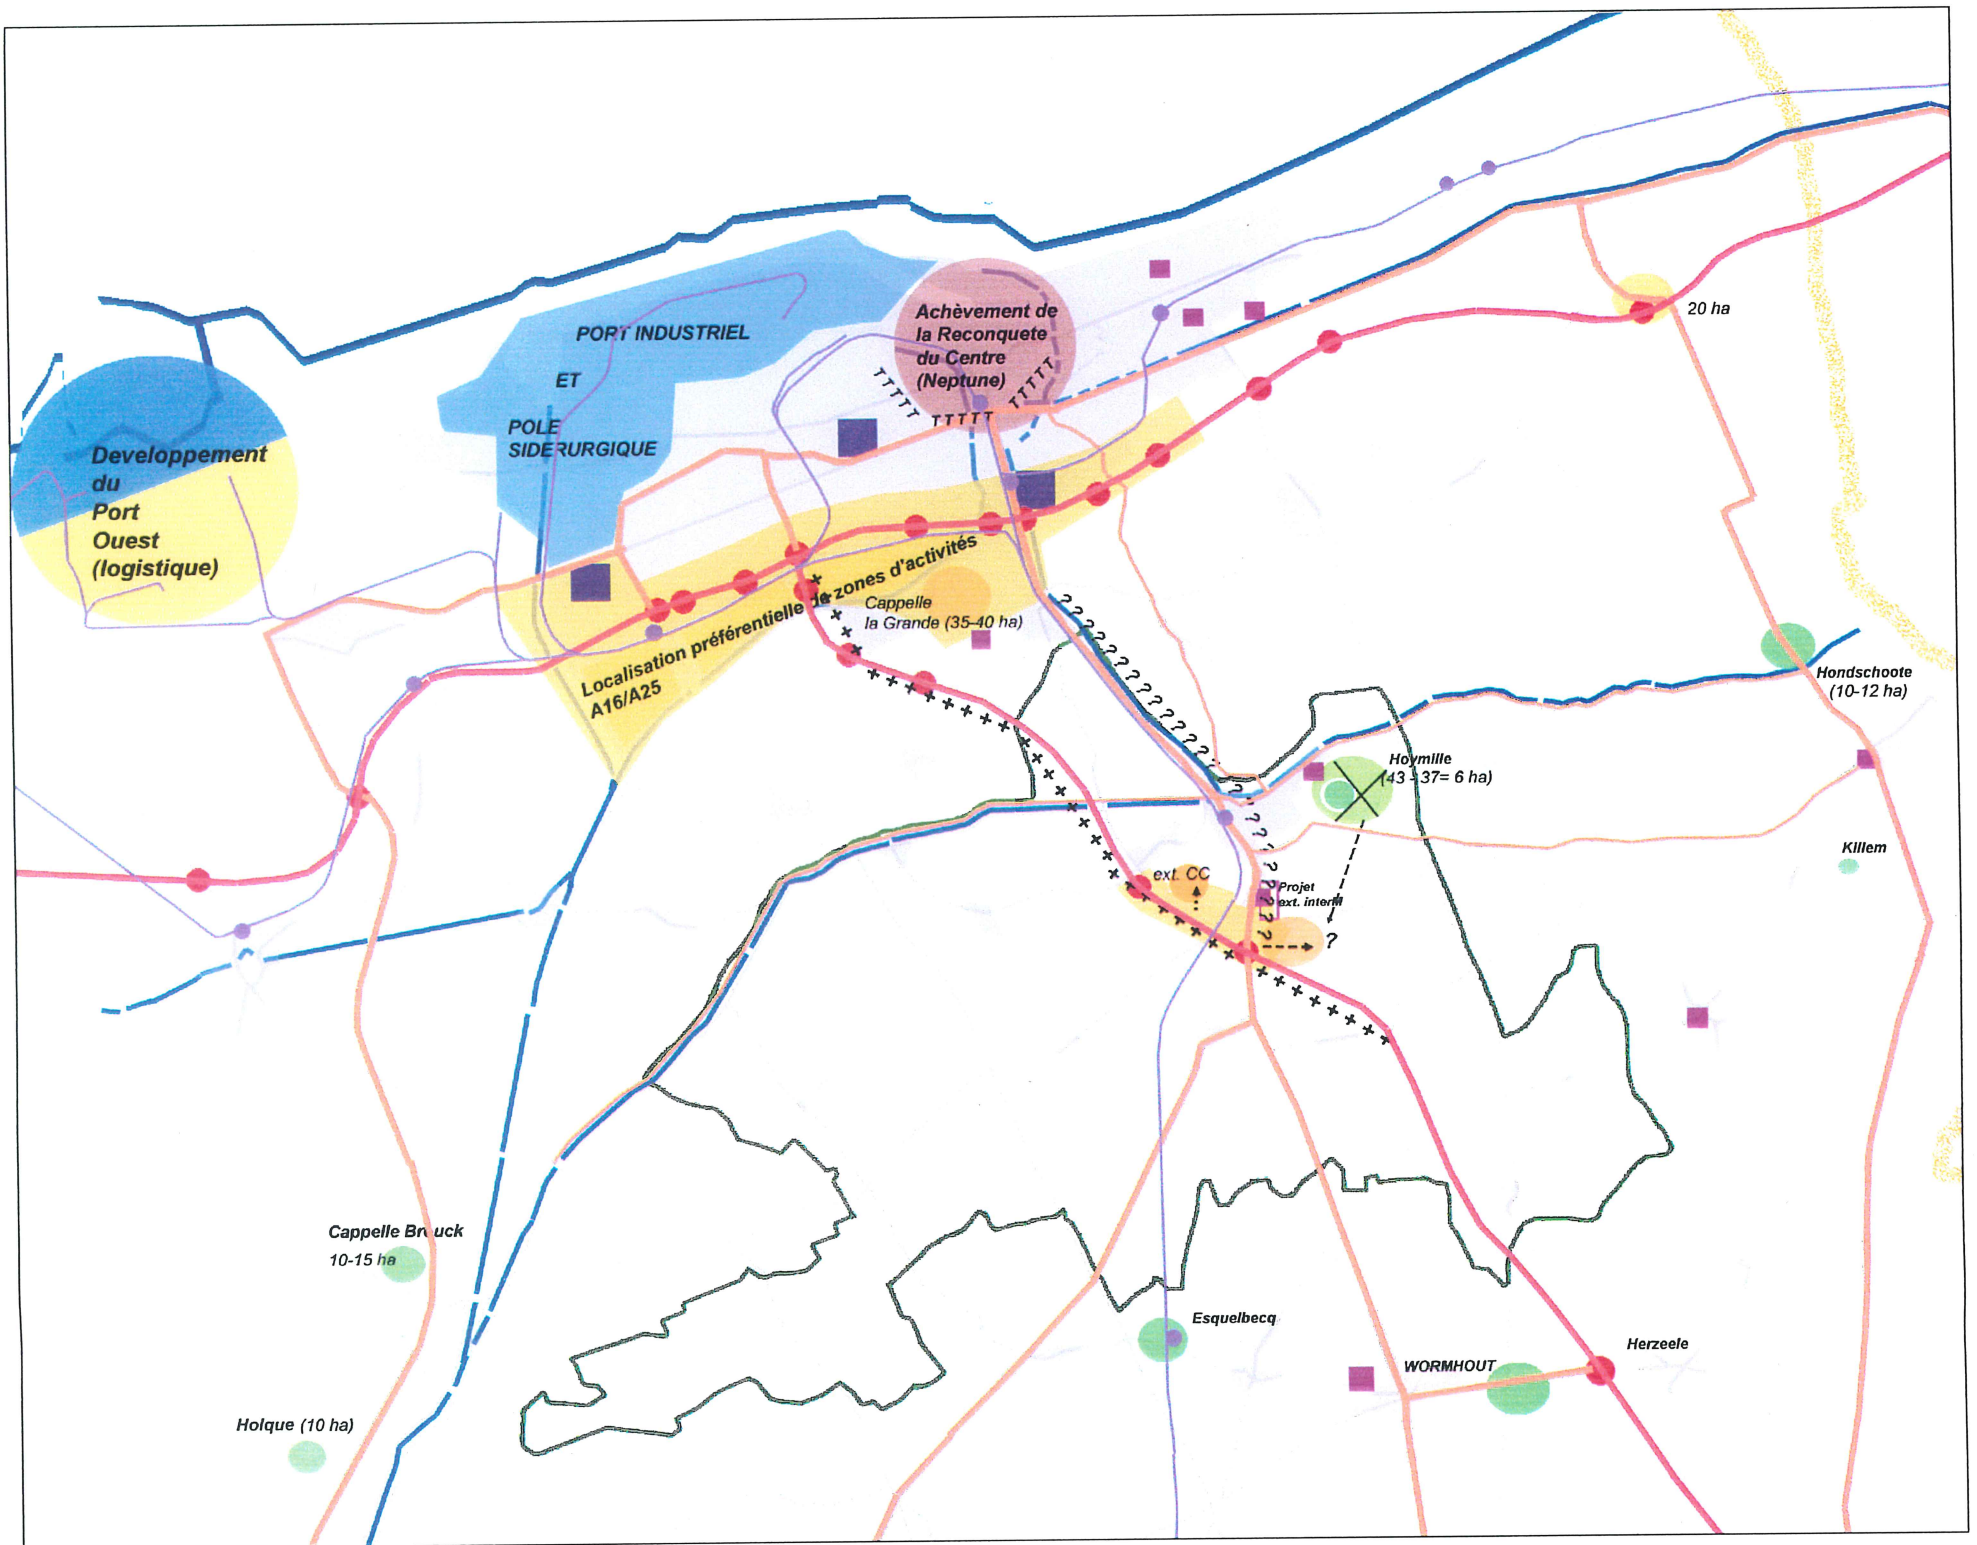 Achèvement de
la Reconquete
du Centre
(Neptune)
TTTTT
TTTTT
TTTTT
20 ha
PORT INDUSTRIEL
ET
POLE
SIDERURGIQUE
Developpement
du
Port
Ouest
(logistique)
Localisation préférentielle de zones d'activités
A16/A25
Cappelle
la Grande (35-40 ha)
Hondschoote
(10-12 ha)
Hoymille
(43 - 37= 6 ha)
Killem
ext. CC
Projet
ext. interM
?
Cappelle Brouck
10-15 ha
Esquelbecq
Herzeele
WORMHOUT
Holque (10 ha)